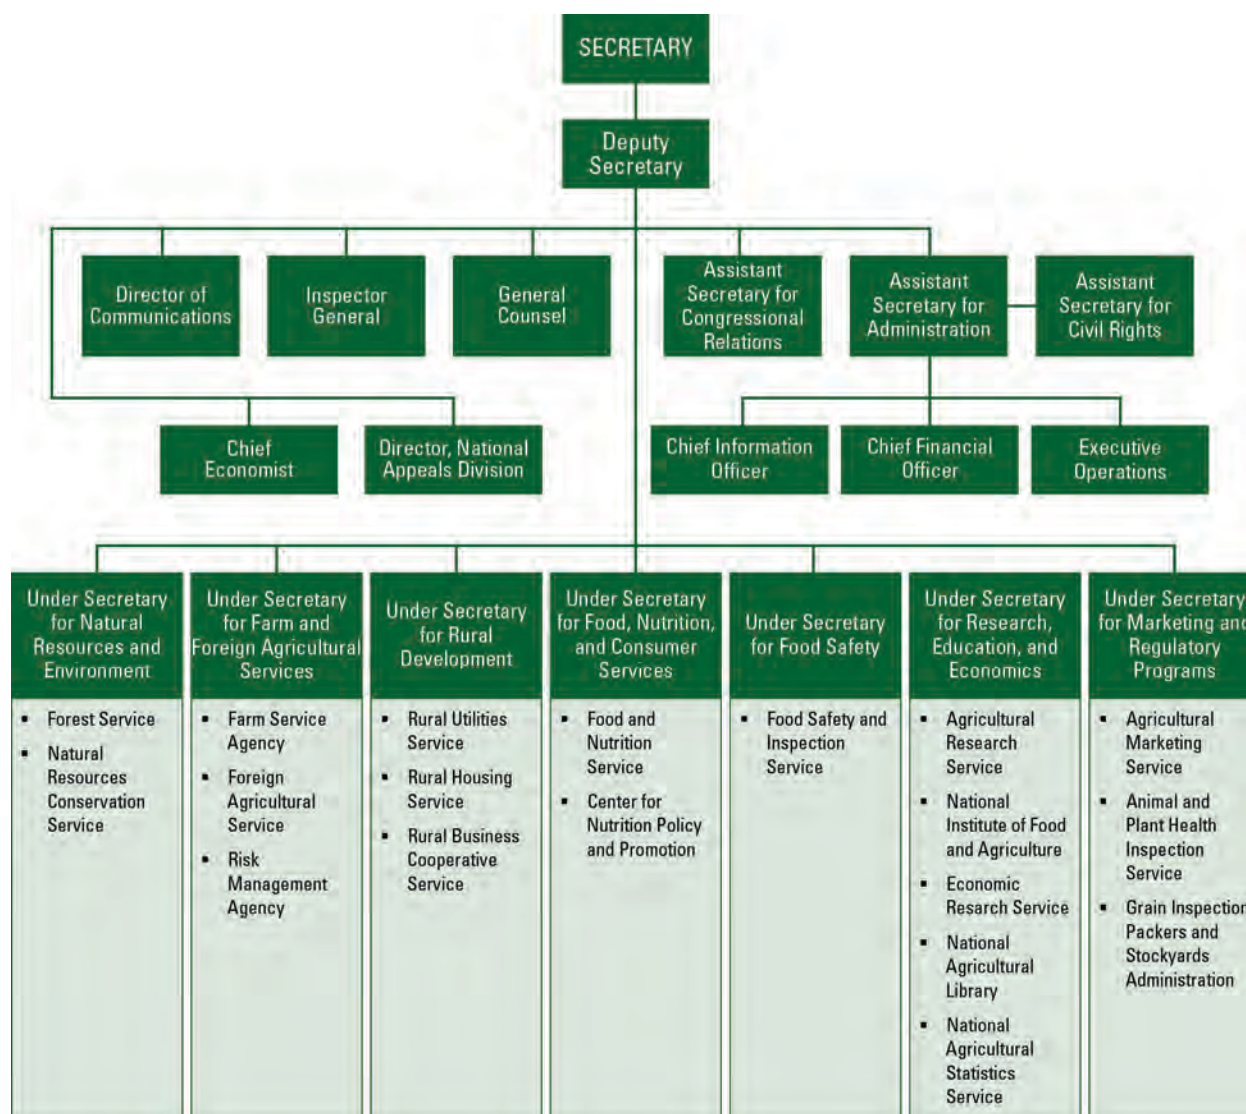 SECRETARY
Deputy
Secretary
Director of
Communications
Inspector
General
General
Counsel
Assistant
Secretary for
Congressional
Relations
Assistant
Secretary for
Administration
Assistant
Secretary for
Civil Rights
Chief
Economist
Director, National
Appeals Division
Chief Information
Officer
Chief Financial
Officer
Executive
Operations
Under Secretary
for Natural
Resources and
Environment
▪ Forest Service
▪ Natural
Resources
Conservation
Service
Under Secretary
for Farm and
Foreign Agricultural
Services
▪ Farm Service
Agency
▪ Foreign
Agricultural
Service
▪ Risk
Management
Agency
Under Secretary
for Rural
Development
▪ Rural Utilities
Service
▪ Rural Housing
Service
▪ Rural Business
Cooperative
Service
Under Secretary
for Food, Nutrition,
and Consumer
Services
▪ Food and
Nutrition
Service
▪ Center for
Nutrition Policy
and Promotion
Under Secretary
for Food Safety
▪ Food Safety and
Inspection
Service
Under Secretary
for Research,
Education, and
Economics
▪ Agricultural
Research
Service
▪ National
Institute of Food
and Agriculture
▪ Economic
Resarch Service
▪ National
Agricultural
Library
▪ National
Agricultural
Statistics
Service
Under Secretary
for Marketing and
Regulatory
Programs
▪ Agricultural
Marketing
Service
▪ Animal and
Plant Health
Inspection
Service
▪ Grain Inspection
Packers and
Stockyards
Administration